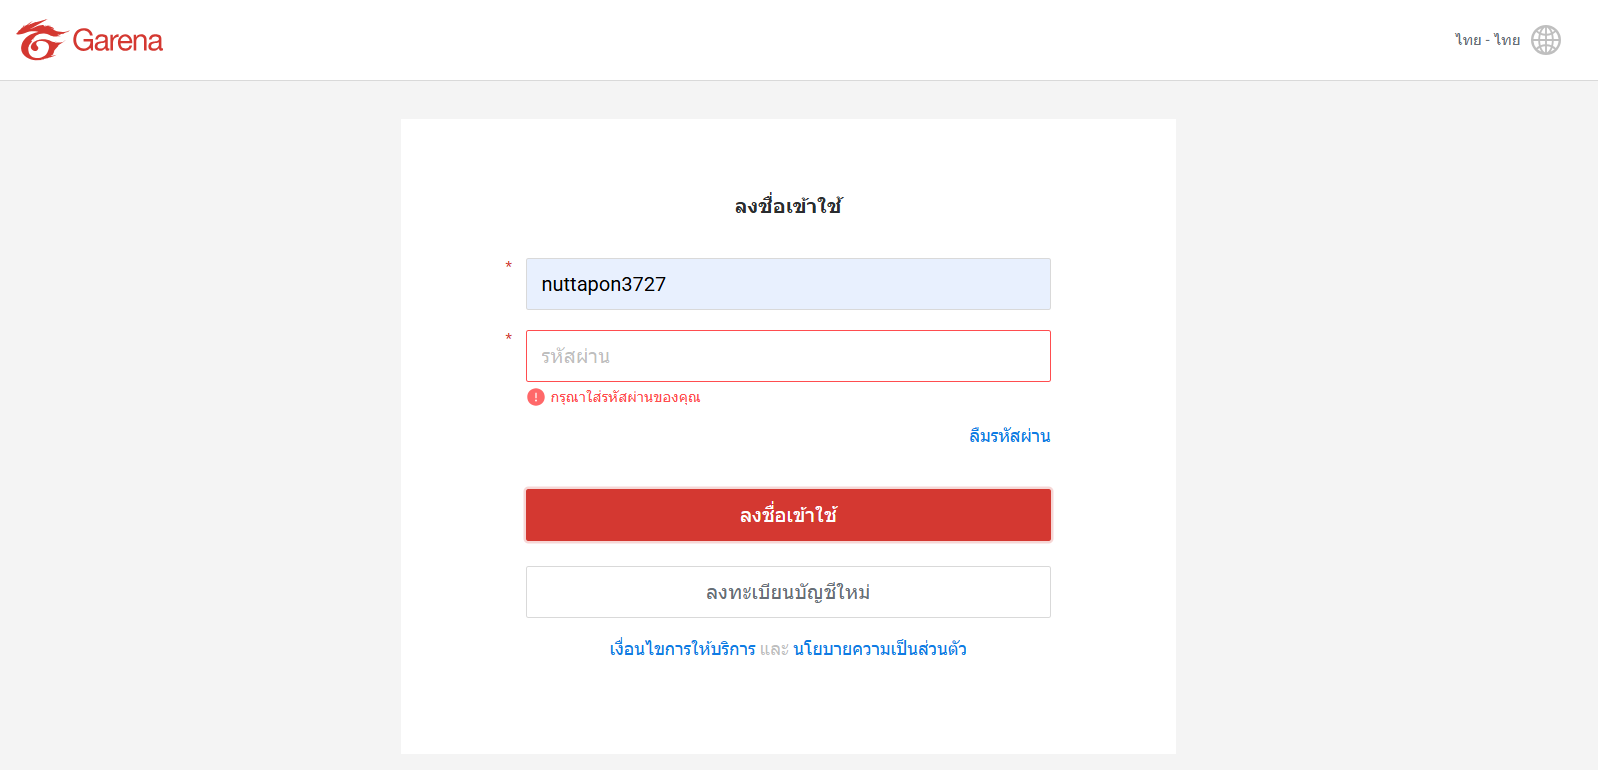 Garena
ไทย - ไทย
ลงชื่อเข้าใช้
*
nuttapon3727
*
รหัสผ่าน
! กรุณาใส่รหัสผ่านของคุณ
ลืมรหัสผ่าน
ลงชื่อเข้าใช้
ลงทะเบียนบัญชีใหม่
เงื่อนไขการให้บริการ และ นโยบายความเป็นส่วนตัว